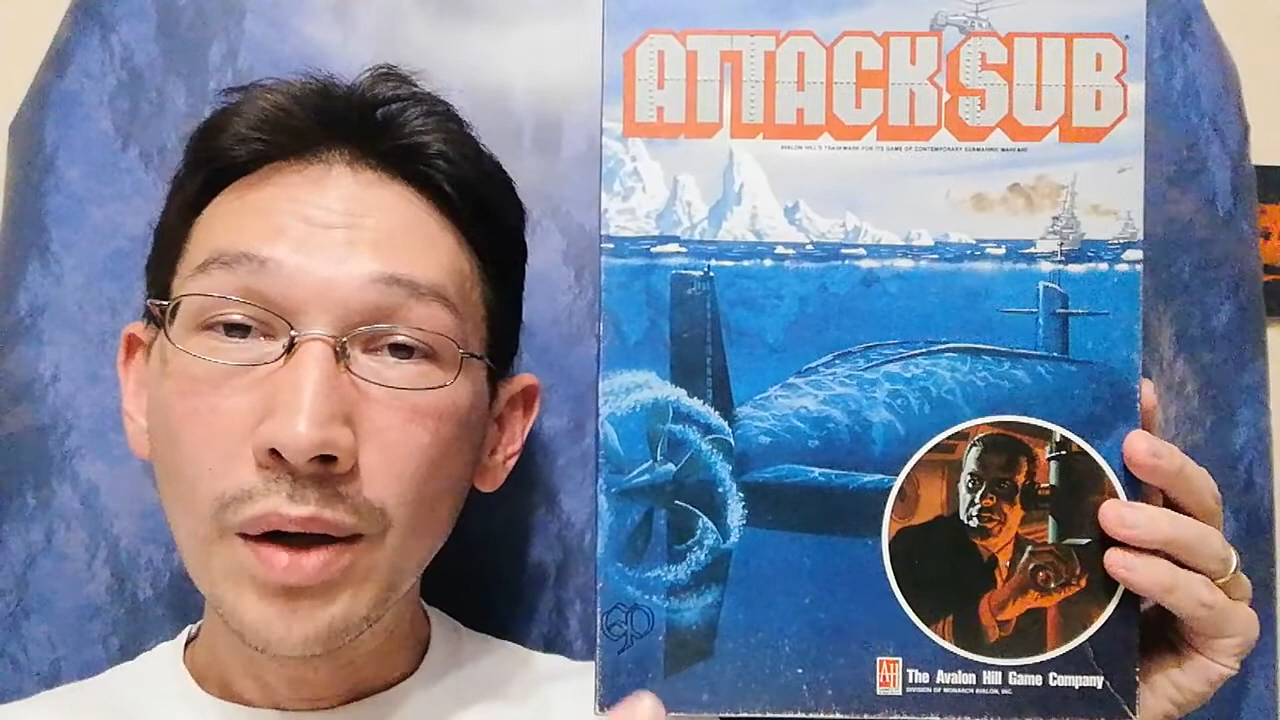 ATTACK SUB
AVALON HILL'S TRADEMARK FOR ITS GAME OF CONTEMPORARY SUBMARINE WARFARE
AH
The Avalon Hill Game Company
DIVISION OF MONARCH AVALON, INC.